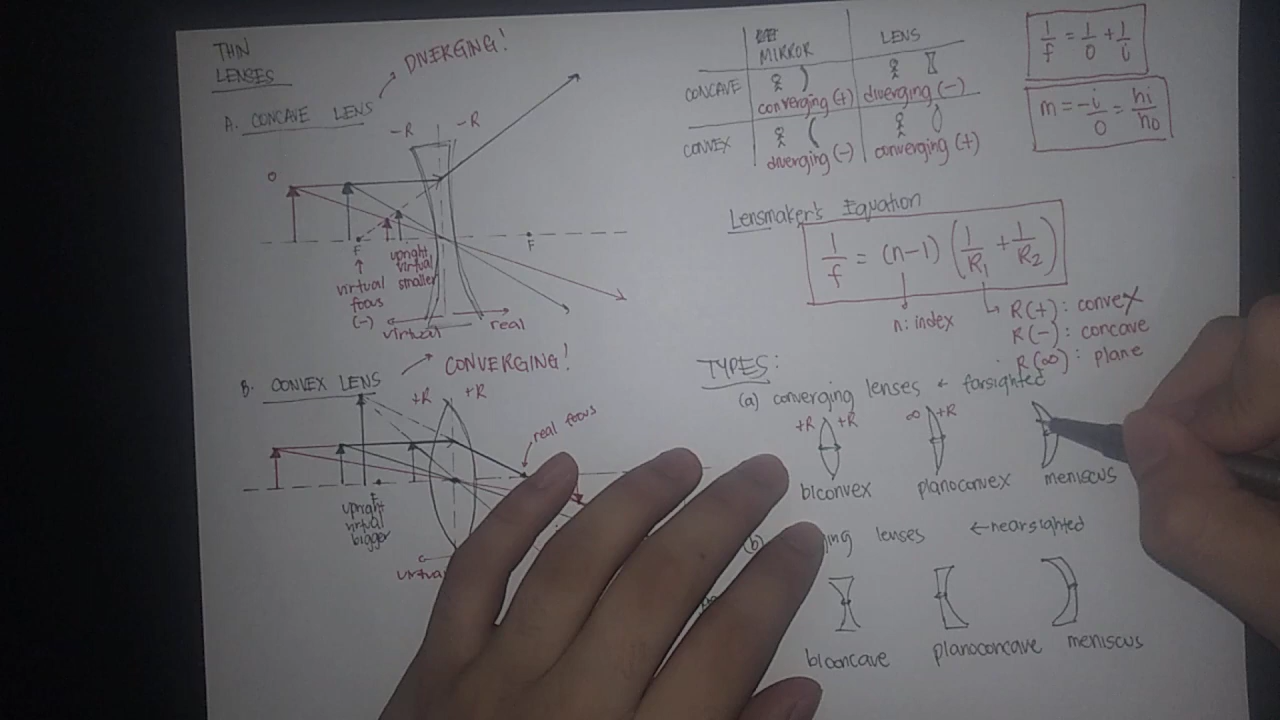 THIN
LENSES
A. CONCAVE LENS
DIVERGING!
-R
-R
O
F
F
virtual
focus
(-)
upright
virtual
smaller
virtual
real
B. CONVEX LENS
CONVERGING!
+R
+R
real focus
F
upright
virtual
bigger
MIRROR
LENS
CONCAVE
converging (+)
diverging (-)
CONVEX
diverging (-)
converging (+)
1/f = 1/o + 1/i
m = -i/o = hi/ho
Lensmaker's Equation
1/f = (n-1) (1/R1 + 1/R2)
n: index
R(+): convex
R(-): concave
R(∞): plane
TYPES:
(a) converging lenses ← farsighted
+R
+R
∞
+R
biconvex
planoconvex
meniscus
(b)
lenses
← nearsighted
biconcave
planoconcave
meniscus